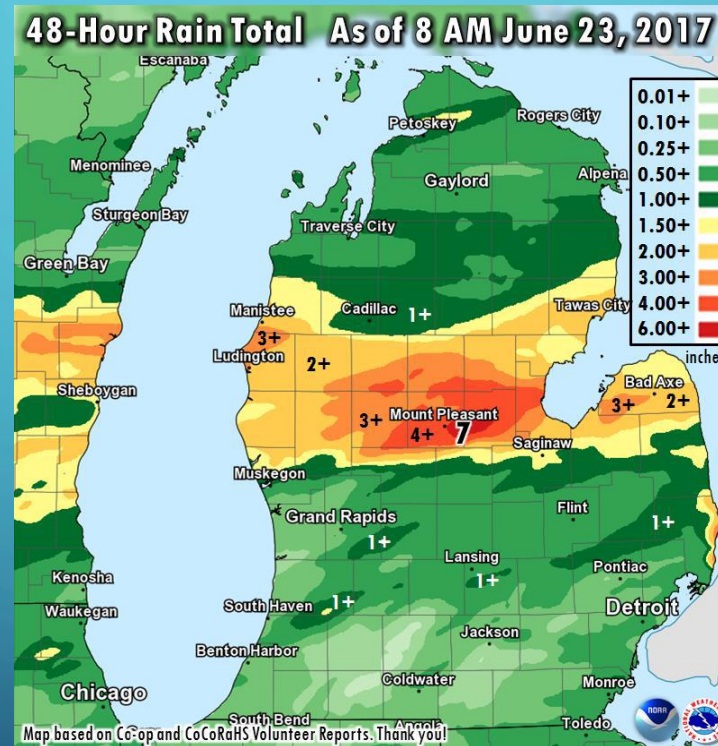 48-Hour Rain Total As of 8 AM June 23, 2017
Escanaba
Petoskey
Rogers City
0.01+
0.10+
0.25+
0.50+
1.00+
1.50+
2.00+
3.00+
4.00+
6.00+
inche
Menominee
Gaylord
Alpena
Sturgeon Bay
Traverse City
Green Bay
Manistee
Cadillac
1+
Tawas City
3+
Ludington
2+
Sheboygan
Bad Axe
3+
2+
3+
Mount Pleasant
4+
7
Saginaw
Muskegon
Grand Rapids
Flint
1+
1+
Lansing
1+
Pontiac
Kenosha
Waukegan
South Haven
1+
Detroit
Jackson
Benton Harbor
Coldwater
Monroe
Chicago
South Bend
Angola
Toledo
NOAA
Map based on Co-op and CoCoRaHS Volunteer Reports. Thank you!